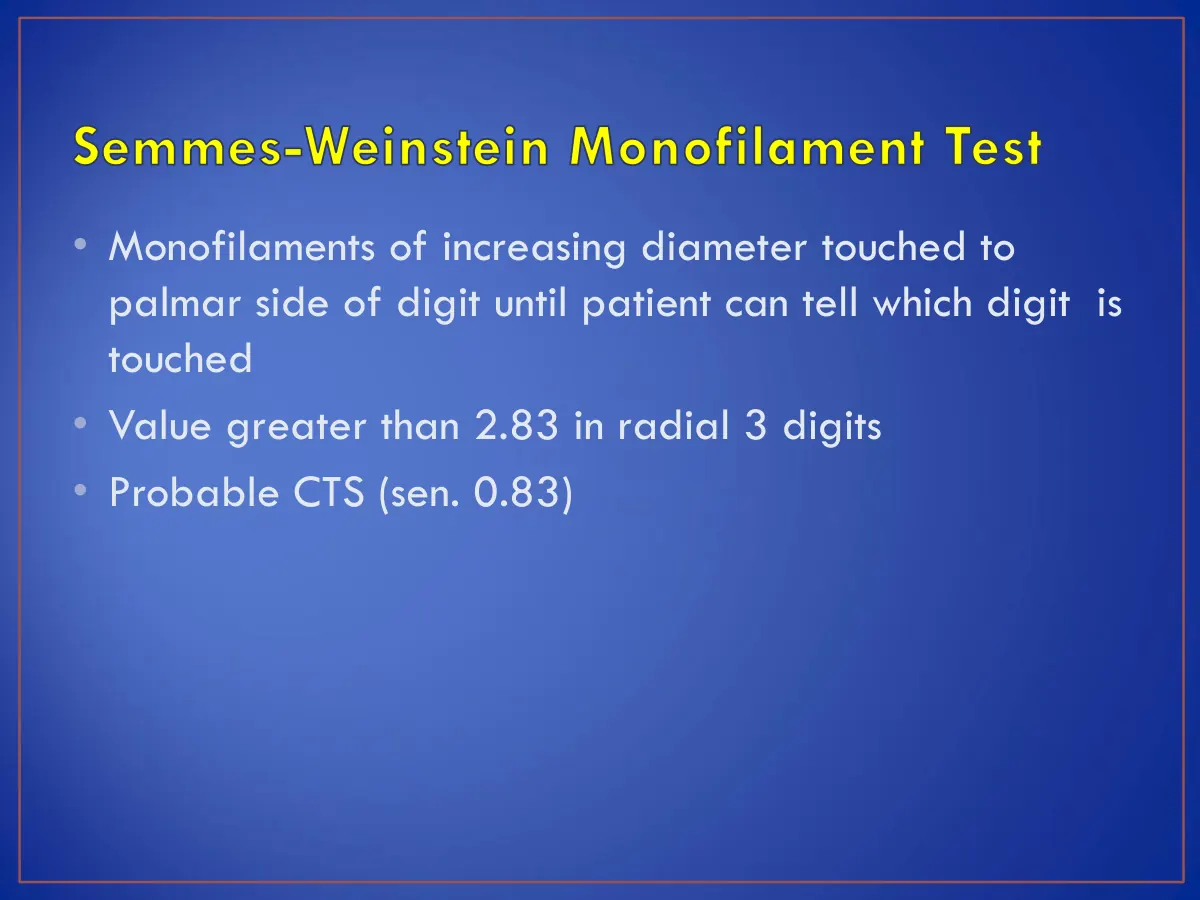 Semmes-Weinstein Monofilament Test
• Monofilaments of increasing diameter touched to
palmar side of digit until patient can tell which digit  is
touched
• Value greater than 2.83 in radial 3 digits
• Probable CTS (sen. 0.83)